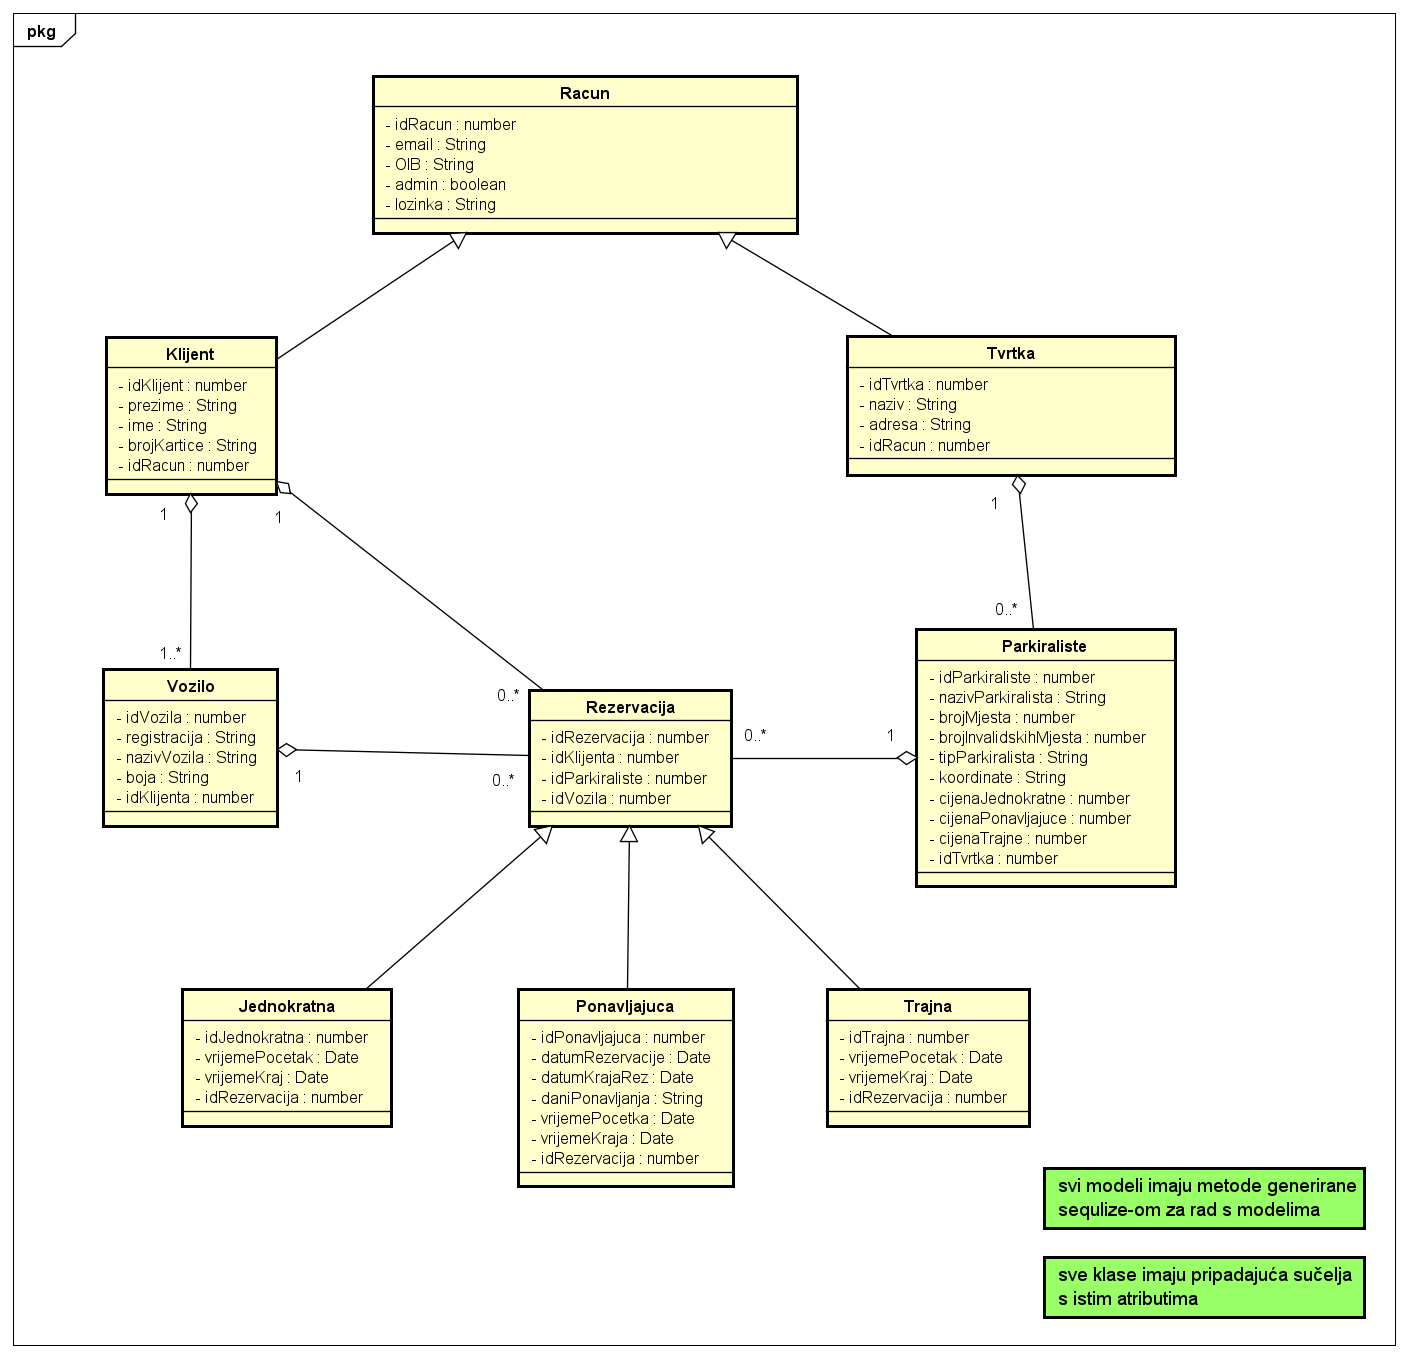 pkg
Racun
- idRacun : number
- email : String
- OIB : String
- admin : boolean
- lozinka : String
Klijent
- idKlijent : number
- prezime : String
- ime : String
- brojKartice : String
- idRacun : number
Tvrtka
- idTvrtka : number
- naziv : String
- adresa : String
- idRacun : number
1
1
1
0..*
1..*
0..*
Vozilo
- idVozila : number
- registracija : String
- nazivVozila : String
- boja : String
- idKlijenta : number
1
0..*
Rezervacija
- idRezervacija : number
- idKlijenta : number
- idParkiraliste : number
- idVozila : number
0..*
1
Parkiraliste
- idParkiraliste : number
- nazivParkiralista : String
- brojMjesta : number
- brojInvalidskihMjesta : number
- tipParkiralista : String
- koordinate : String
- cijenaJednokratne : number
- cijenaPonavljajuce : number
- cijenaTrajne : number
- idTvrtka : number
Jednokratna
- idJednokratna : number
- vrijemePocetak : Date
- vrijemeKraj : Date
- idRezervacija : number
Ponavljajuca
- idPonavljajuca : number
- datumRezervacije : Date
- datumKrajaRez : Date
- daniPonavljanja : String
- vrijemePocetka : Date
- vrijemeKraja : Date
- idRezervacija : number
Trajna
- idTrajna : number
- vrijemePocetak : Date
- vrijemeKraj : Date
- idRezervacija : number
svi modeli imaju metode generirane
sequlize-om za rad s modelima
sve klase imaju pripadajuća sučelja
s istim atributima